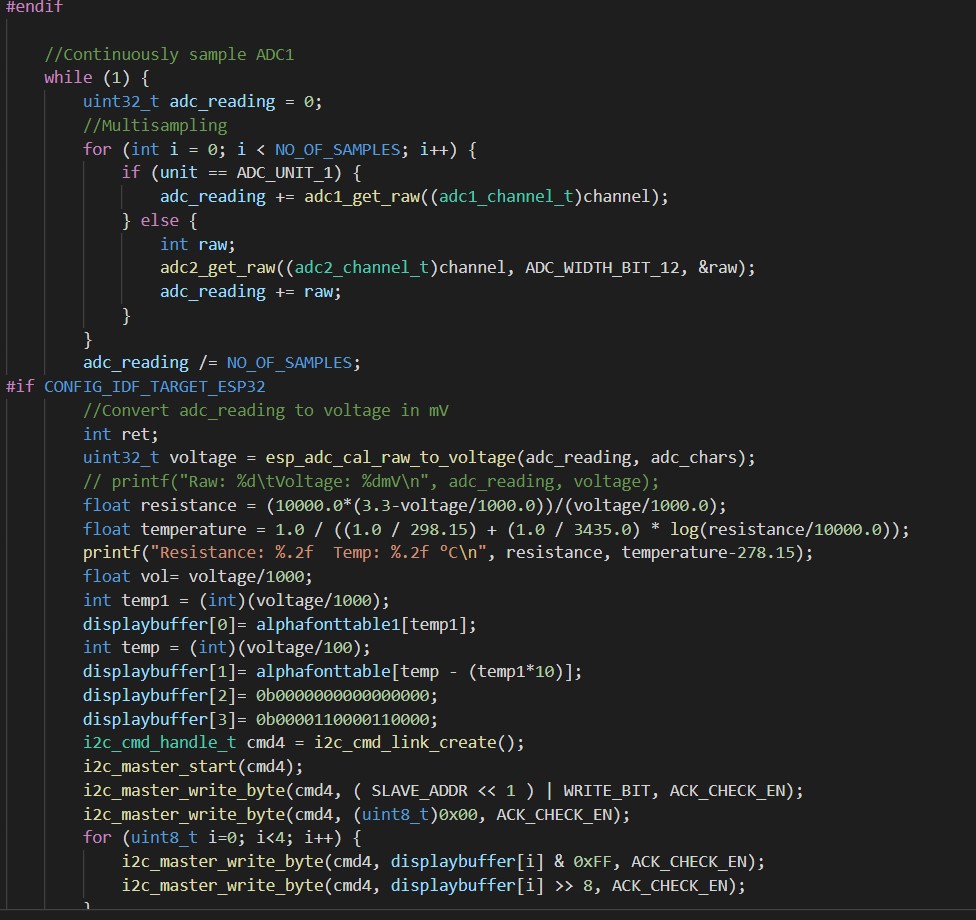 #endif
//Continuously sample ADC1
while (1) {
uint32_t adc_reading = 0;
//Multisampling
for (int i = 0; i < NO_OF_SAMPLES; i++) {
if (unit == ADC_UNIT_1) {
adc_reading += adc1_get_raw((adc1_channel_t)channel);
} else {
int raw;
adc2_get_raw((adc2_channel_t)channel, ADC_WIDTH_BIT_12, &raw);
adc_reading += raw;
}
}
adc_reading /= NO_OF_SAMPLES;
#if CONFIG_IDF_TARGET_ESP32
//Convert adc_reading to voltage in mV
int ret;
uint32_t voltage = esp_adc_cal_raw_to_voltage(adc_reading, adc_chars);
// printf("Raw: %d\tVoltage: %dmV\n", adc_reading, voltage);
float resistance = (10000.0*(3.3-voltage/1000.0))/(voltage/1000.0);
float temperature = 1.0 / ((1.0 / 298.15) + (1.0 / 3435.0) * log(resistance/10000.0));
printf("Resistance: %.2f  Temp: %.2f °C\n", resistance, temperature-278.15);
float vol= voltage/1000;
int temp1 = (int)(voltage/1000);
displaybuffer[0]= alphafonttable1[temp1];
int temp = (int)(voltage/100);
displaybuffer[1]= alphafonttable[temp - (temp1*10)];
displaybuffer[2]= 0b0000000000000000;
displaybuffer[3]= 0b0000110000110000;
i2c_cmd_handle_t cmd4 = i2c_cmd_link_create();
i2c_master_start(cmd4);
i2c_master_write_byte(cmd4, ( SLAVE_ADDR << 1 ) | WRITE_BIT, ACK_CHECK_EN);
i2c_master_write_byte(cmd4, (uint8_t)0x00, ACK_CHECK_EN);
for (uint8_t i=0; i<4; i++) {
i2c_master_write_byte(cmd4, displaybuffer[i] & 0xFF, ACK_CHECK_EN);
i2c_master_write_byte(cmd4, displaybuffer[i] >> 8, ACK_CHECK_EN);
}